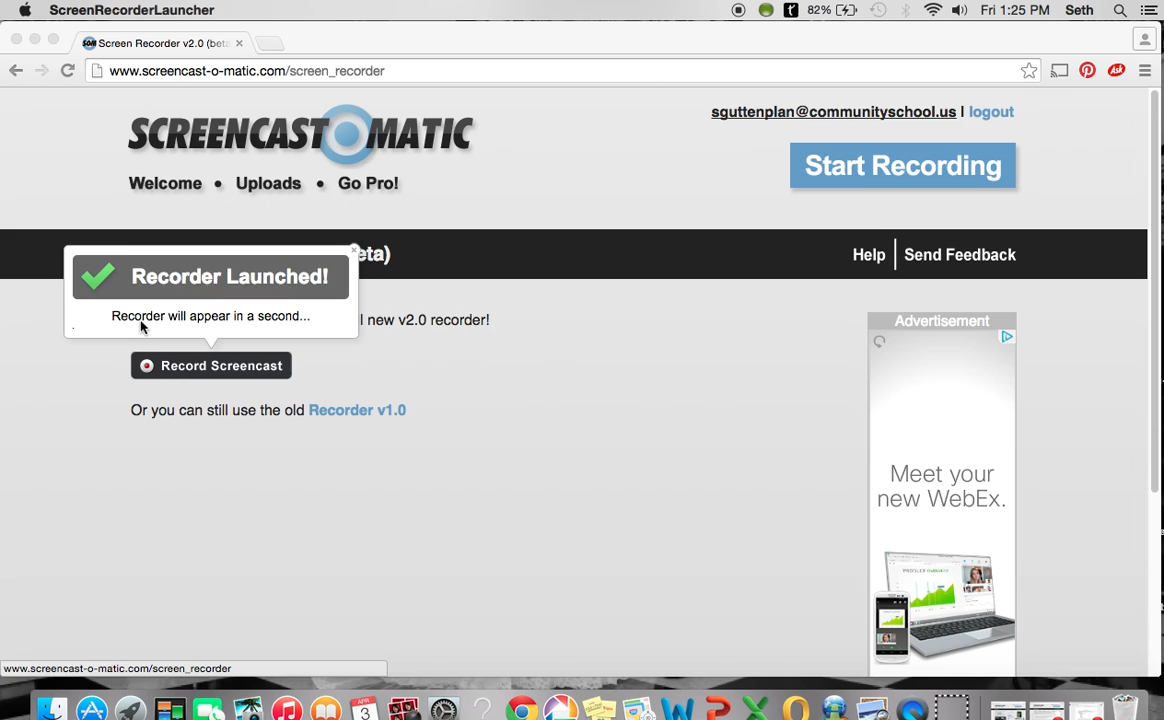 ScreenRecorderLauncher
82%
Fri 1:25 PM
Seth
Screen Recorder v2.0 (beta
www.screencast-o-matic.com/screen_recorder
SCREENCAST O MATIC
sguttenplan@communityschool.us | logout
Start Recording
Welcome • Uploads • Go Pro!
eta)
Help
Send Feedback
Recorder Launched!
Recorder will appear in a second...
l new v2.0 recorder!
Record Screencast
Or you can still use the old Recorder v1.0
Advertisement
Meet your
new WebEx.
www.screencast-o-matic.com/screen_recorder
APR
3